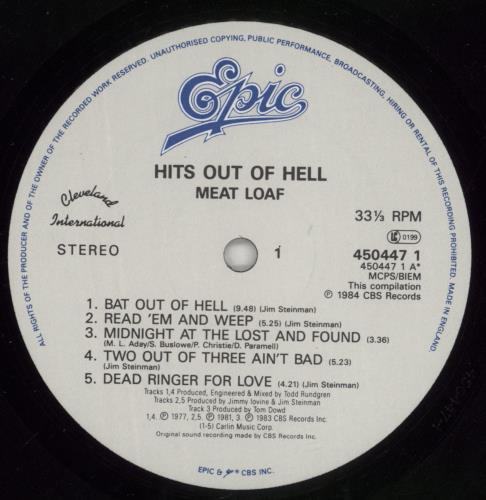 ALL RIGHTS OF THE PRODUCER AND OF THE OWNER OF THE RECORDED WORK RESERVED. UNAUTHORISED COPYING, PUBLIC PERFORMANCE, BROADCASTING, HIRING OR RENTAL OF THIS RECORDING PROHIBITED. MADE IN ENGLAND.
Epic
HITS OUT OF HELL
MEAT LOAF
Cleveland
International
STEREO
1
33⅓ RPM
LC 0199
450447 1
450447 1 A*
MCPS/BIEM
This compilation
℗ 1984 CBS Records
1. BAT OUT OF HELL (9.48) (Jim Steinman)
2. READ 'EM AND WEEP (5.25) (Jim Steinman)
3. MIDNIGHT AT THE LOST AND FOUND (3.36)
(M. L. Aday/S. Buslowe/P. Christie/D. Paramell)
4. TWO OUT OF THREE AIN'T BAD (5.23)
(Jim Steinman)
5. DEAD RINGER FOR LOVE (4.21) (Jim Steinman)
Tracks 1,4 Produced, Engineered & Mixed by Todd Rundgren
Tracks 2,5 Produced by Jimmy Iovine & Jim Steinman
Track 3 Produced by Tom Dowd
1,4. ℗ 1977, 2,5. ℗ 1981, 3. ℗ 1983 CBS Records Inc.
(1-5) Carlin Music Corp.
Original sound recording made by CBS Records Inc.
EPIC & * CBS INC.